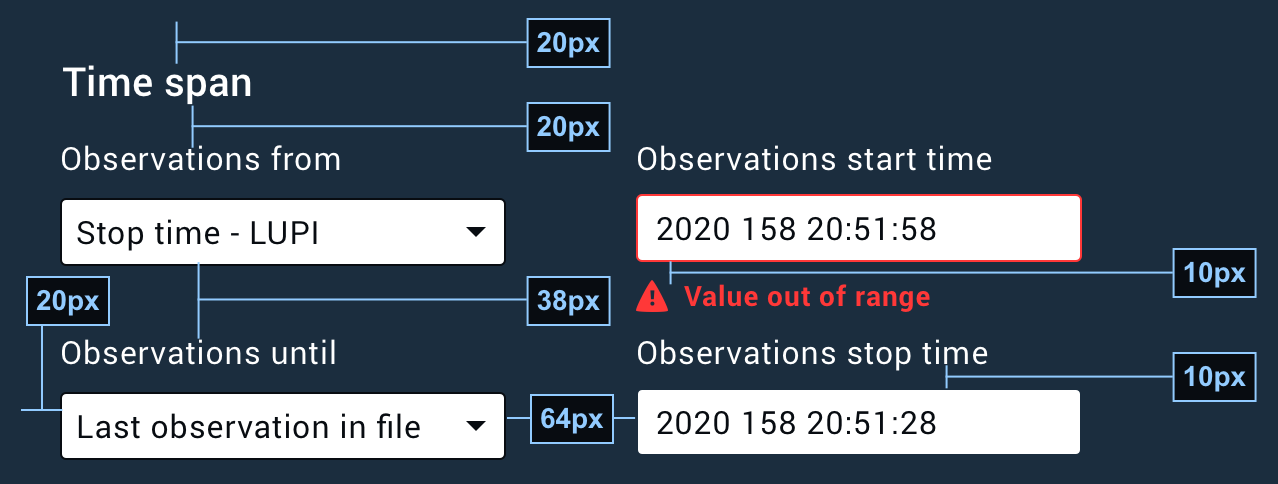 20px
Time span
20px
Observations from
Observations start time
Stop time - LUPI
2020 158 20:51:58
10px
20px
38px
Value out of range
Observations until
Observations stop time
10px
Last observation in file
64px
2020 158 20:51:28